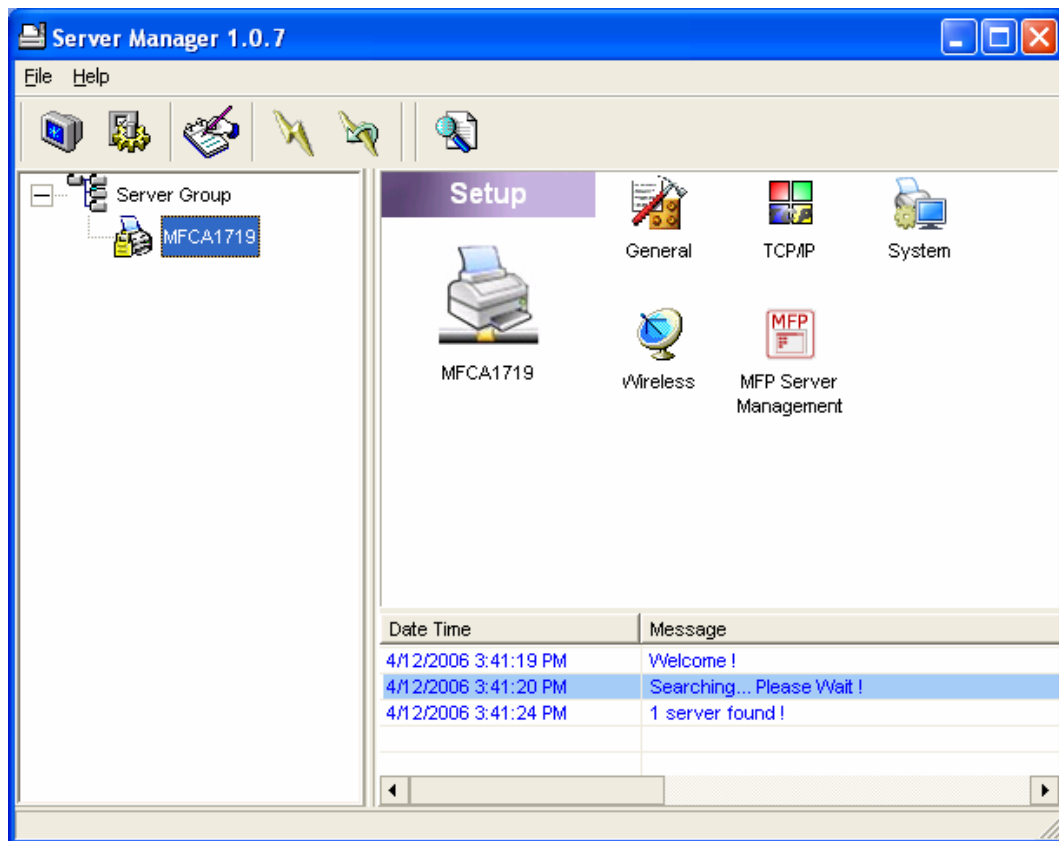 Server Manager 1.0.7
File Help
Server Group
MFCA1719
Setup
MFCA1719
General
TCP/IP
System
Wireless
MFP
MFP Server
Management
Date Time Message
4/12/2006 3:41:19 PM Welcome !
4/12/2006 3:41:20 PM Searching... Please Wait !
4/12/2006 3:41:24 PM 1 server found !